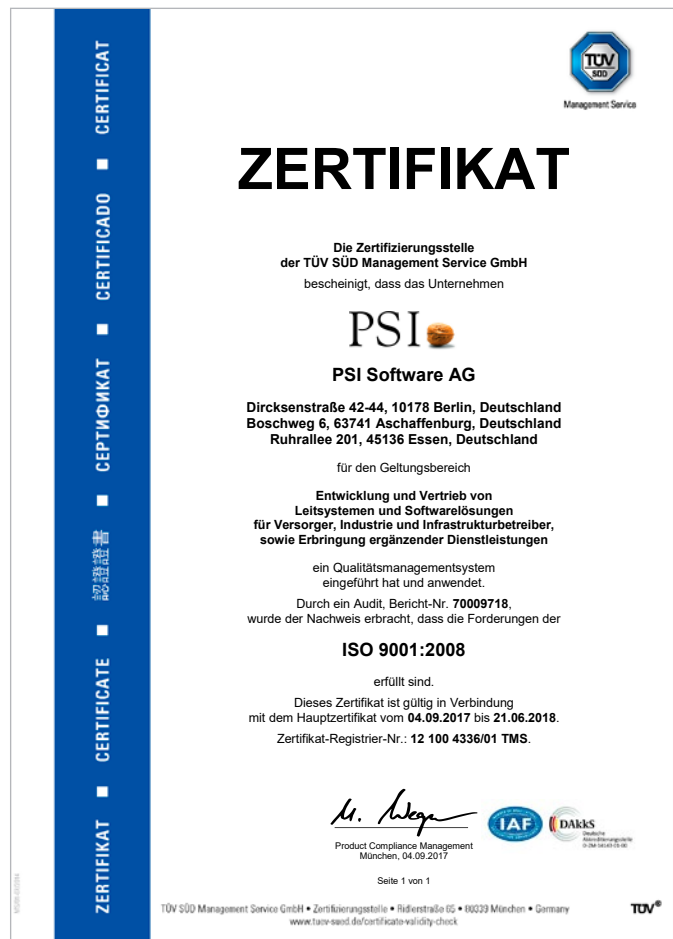 ZERTIFIKAT ■ CERTIFICATE ■ 認證證書 ■ СЕРТИФИКАТ ■ CERTIFICADO ■ CERTIFICAT
TÜV
SÜD
Management Service
ZERTIFIKAT
Die Zertifizierungsstelle
der TÜV SÜD Management Service GmbH
bescheinigt, dass das Unternehmen
PSI
PSI Software AG
Dircksenstraße 42-44, 10178 Berlin, Deutschland
Boschweg 6, 63741 Aschaffenburg, Deutschland
Ruhrallee 201, 45136 Essen, Deutschland
für den Geltungsbereich
Entwicklung und Vertrieb von
Leitsystemen und Softwarelösungen
für Versorger, Industrie und Infrastrukturbetreiber,
sowie Erbringung ergänzender Dienstleistungen
ein Qualitätsmanagementsystem
eingeführt hat und anwendet.
Durch ein Audit, Bericht-Nr. 70009718,
wurde der Nachweis erbracht, dass die Forderungen der
ISO 9001:2008
erfüllt sind.
Dieses Zertifikat ist gültig in Verbindung
mit dem Hauptzertifikat vom 04.09.2017 bis 21.06.2018.
Zertifikat-Registrier-Nr.: 12 100 4336/01 TMS.
Product Compliance Management
München, 04.09.2017
IAF
DAkkS
Deutsche
Akkreditierungsstelle
Seite 1 von 1
TÜV SÜD Management Service GmbH • Zertifizierungsstelle • Ridlerstraße 65 • 80339 München • Germany
www.tuev-sued.de/certificate-validity-check
TÜV®